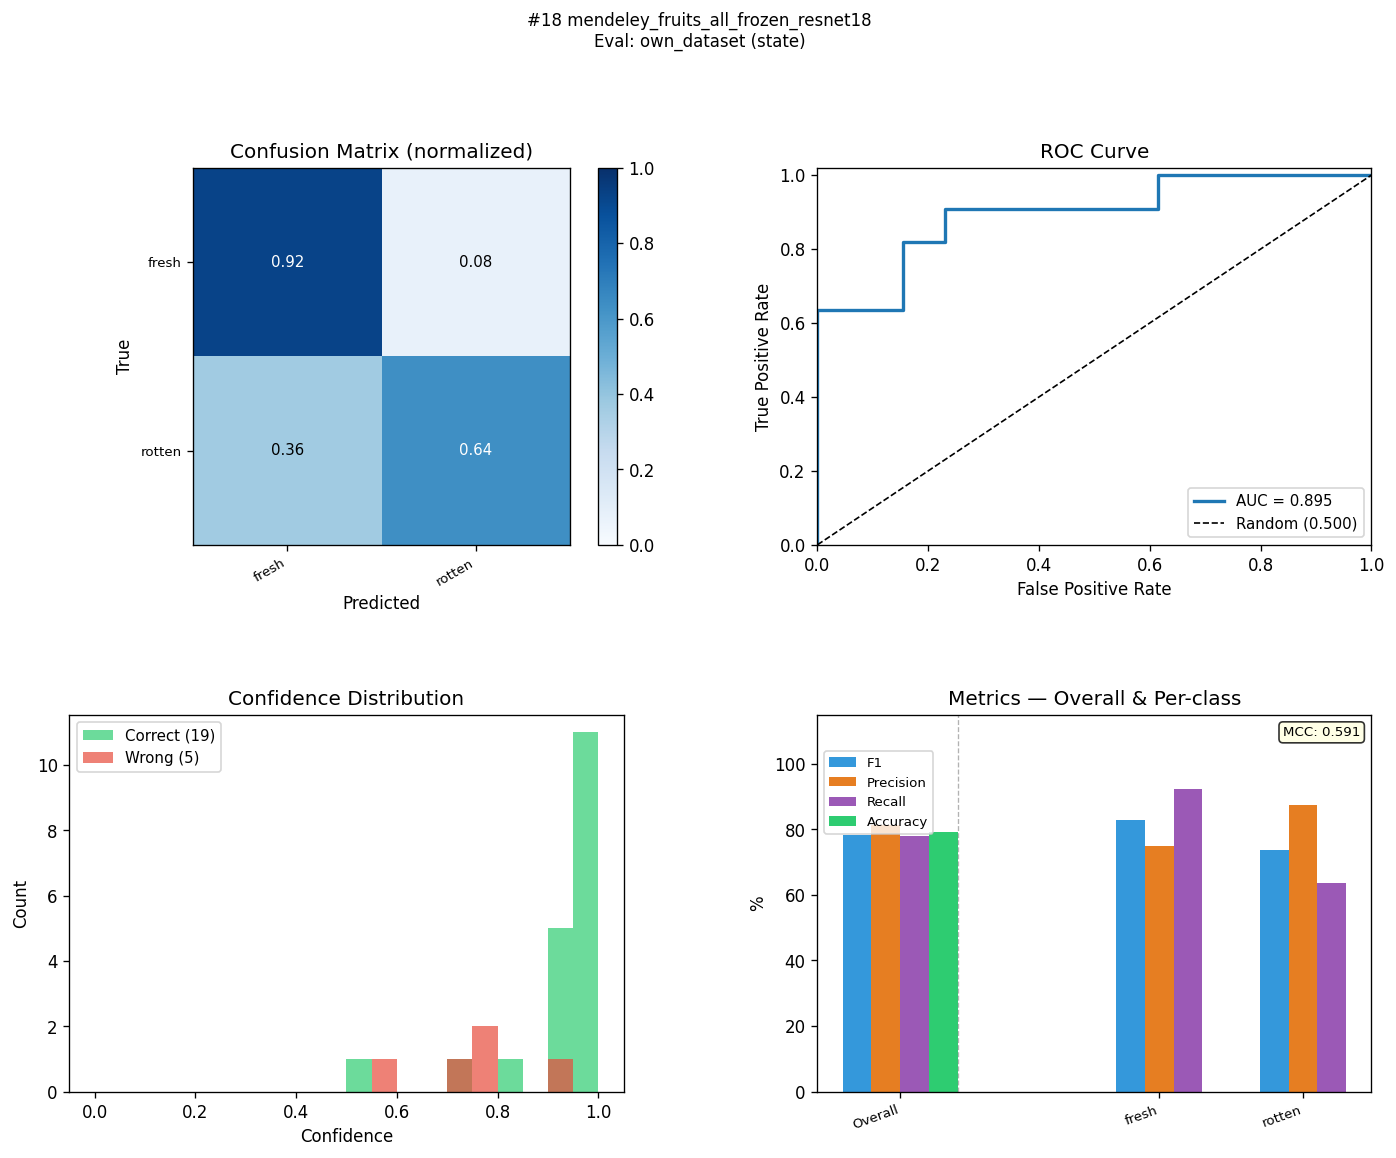 #18 mendeley_fruits_all_frozen_resnet18
Eval: own_dataset (state)
Confusion Matrix (normalized)
True
fresh
rotten
0.92
0.08
0.36
0.64
fresh
rotten
Predicted
1.0
0.8
0.6
0.4
0.2
0.0
ROC Curve
True Positive Rate
1.0
0.8
0.6
0.4
0.2
0.0
AUC = 0.895
Random (0.500)
0.0 0.2 0.4 0.6 0.8 1.0
False Positive Rate
Confidence Distribution
Correct (19)
Wrong (5)
Count
10
8
6
4
2
0
0.0 0.2 0.4 0.6 0.8 1.0
Confidence
Metrics — Overall & Per-class
MCC: 0.591
F1
Precision
Recall
Accuracy
%
100
80
60
40
20
0
Overall
fresh
rotten